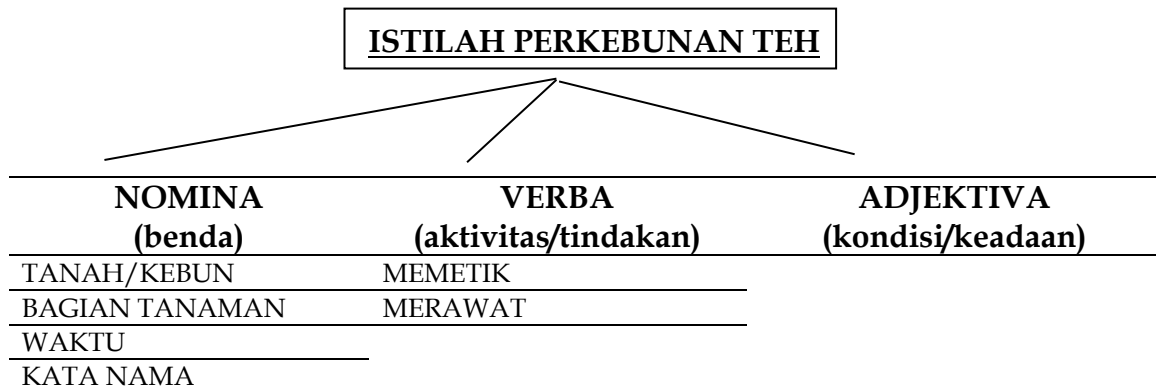 ISTILAH PERKEBUNAN TEH
NOMINA VERBA ADJEKTIVA
(benda) (aktivitas/tindakan) (kondisi/keadaan)
TANAH/KEBUN MEMETIK
BAGIAN TANAMAN MERAWAT
WAKTU
KATA NAMA